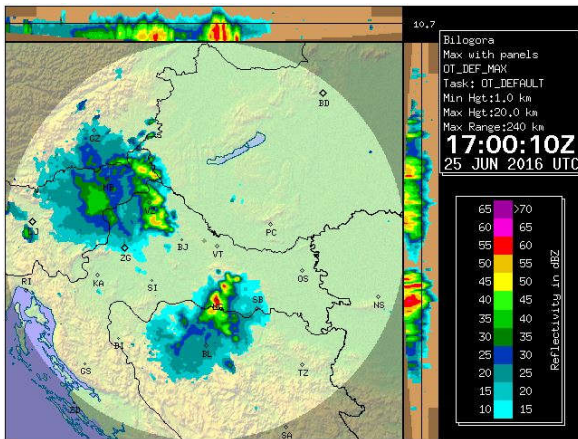 10.7
Bilogora
Max with panels
OT_DEF_MAX
Task: OT_DEFAULT
Min Hgt:1.0 km
Max Hgt:20.0 km
Max Range:240 km
17:00:10Z
25 JUN 2016 UTC
BD
GZ
MB
ZG
BJ
VT
PC
KA
SI
OS
RI
SB
NS
BI
BL
GS
TZ
ZD
SA
65 >70
60 65
55 60
50 55
45 50
40 45
35 40
30 35
25 30
20 25
15 20
10 15
Reflectivity in dBZ